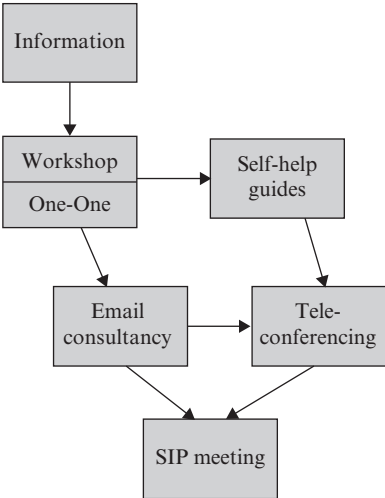 Information
Workshop
One-One
Self-help
guides
Email
consultancy
Tele-
conferencing
SIP meeting